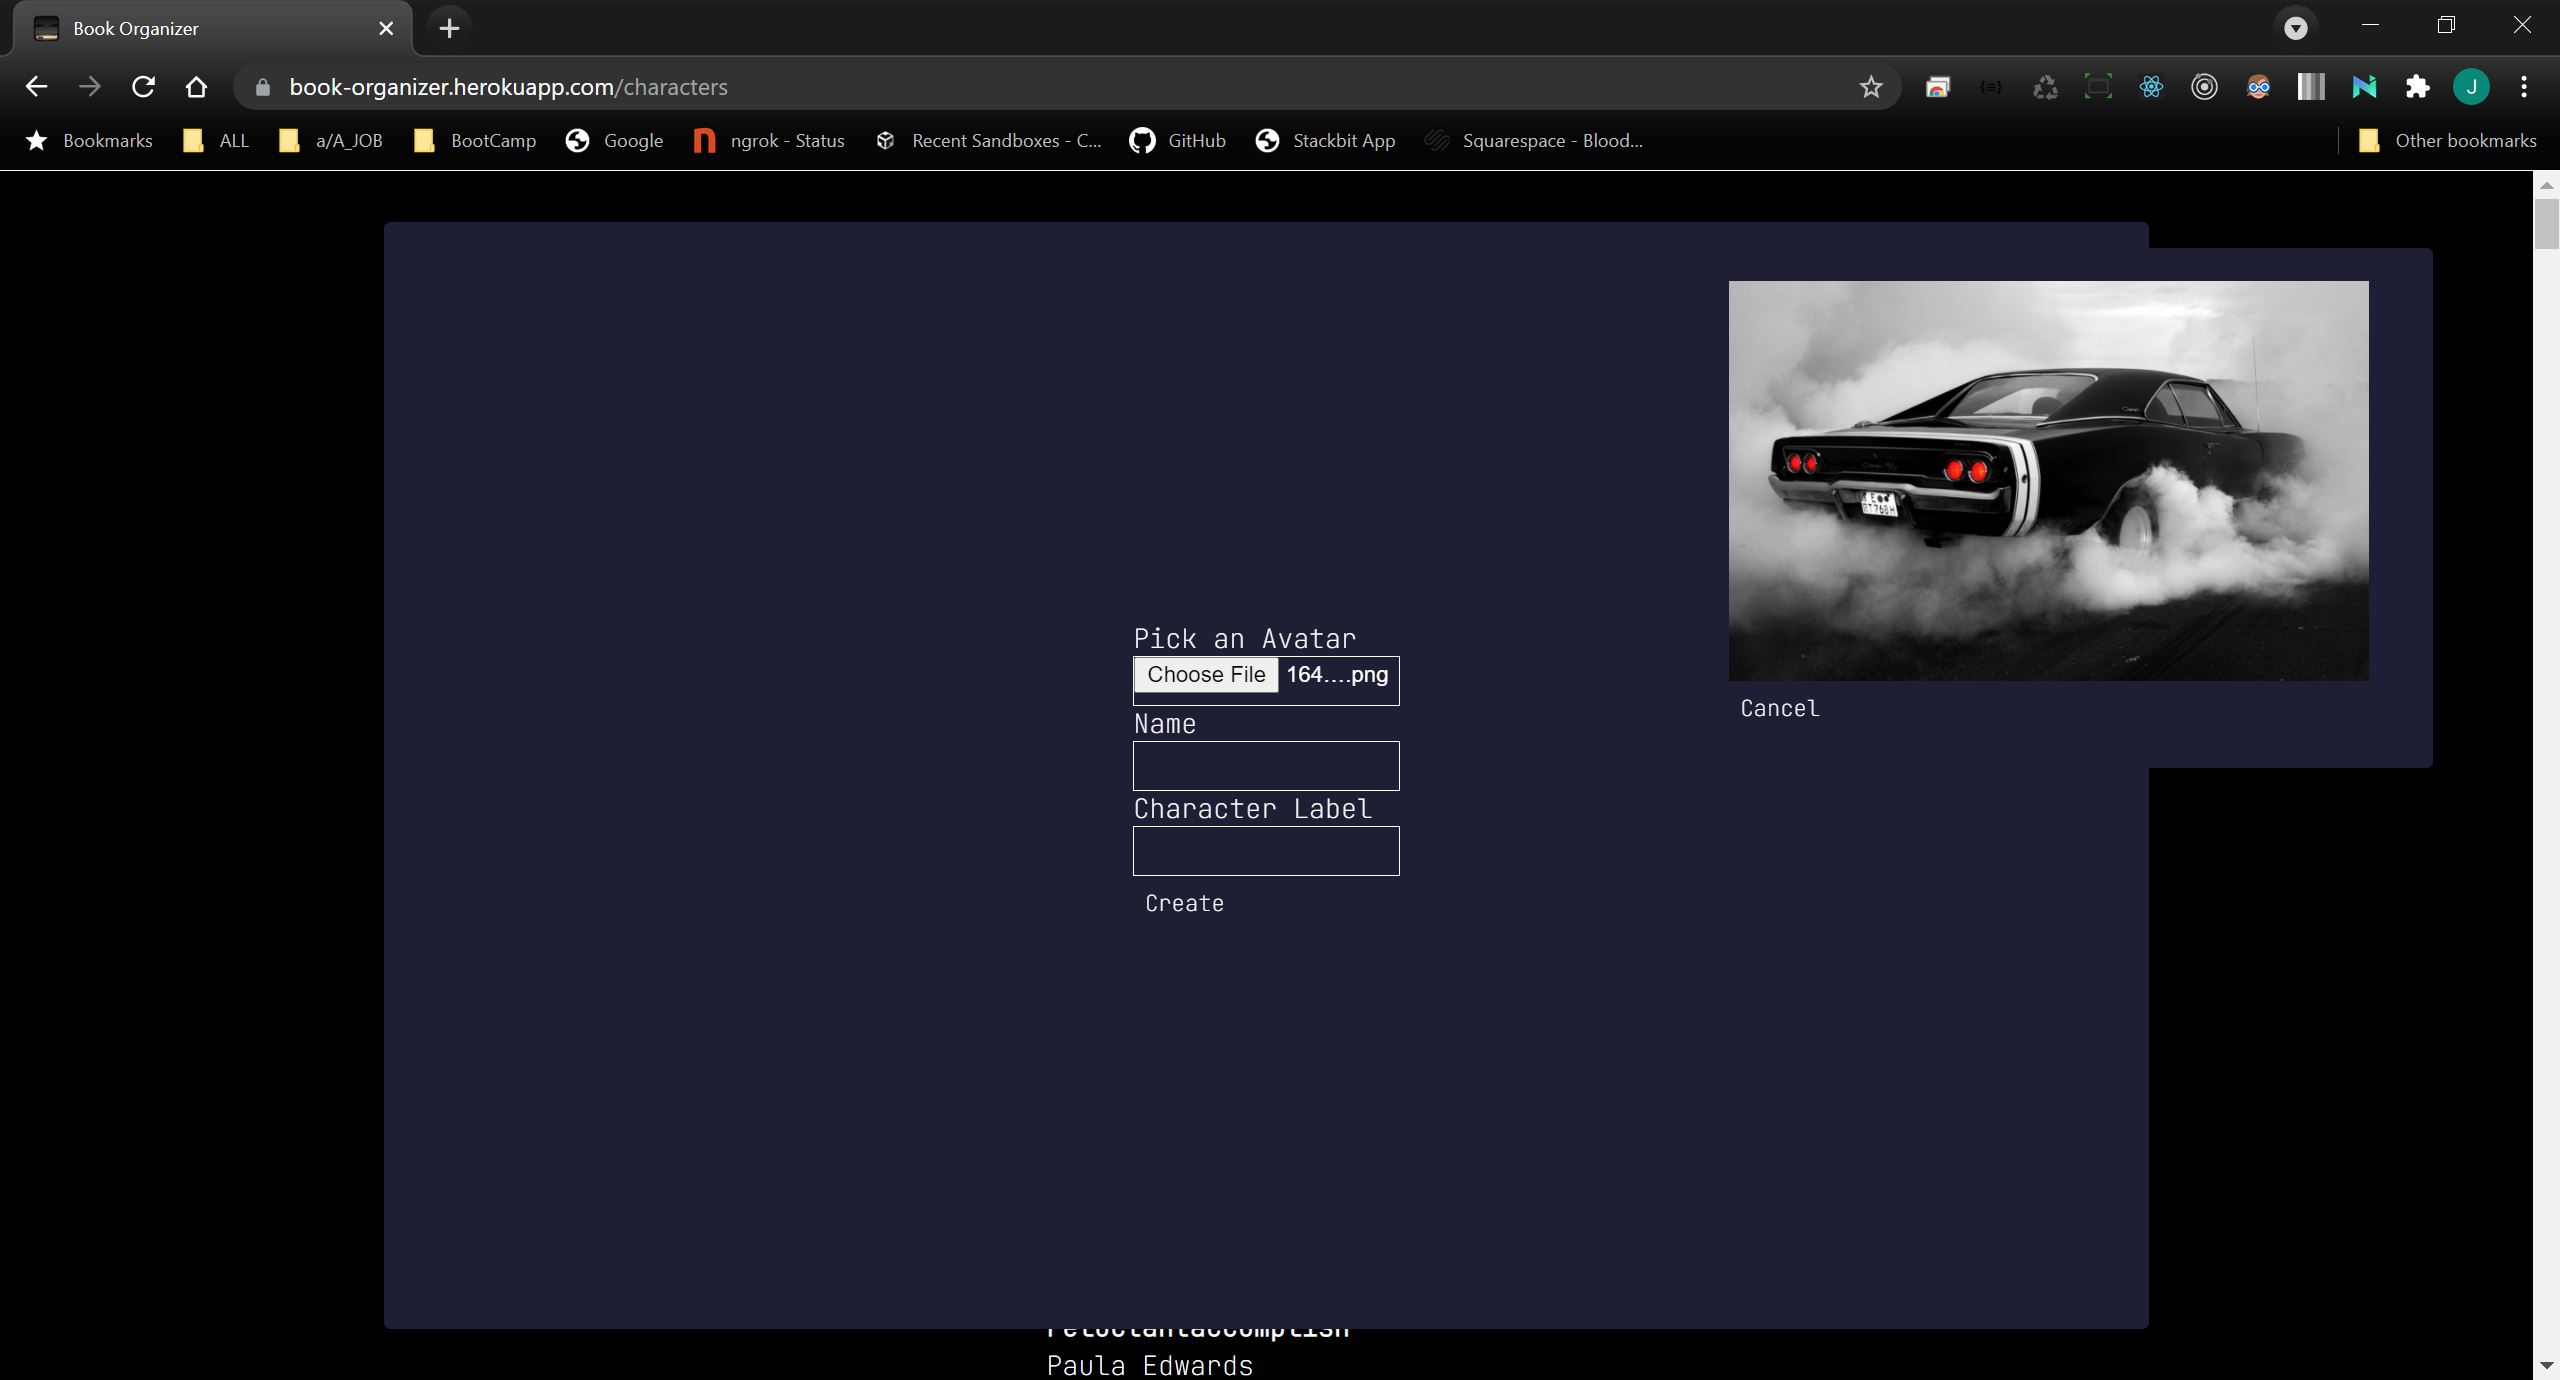 Book Organizer
book-organizer.herokuapp.com/characters
J
Bookmarks
ALL
a/A_JOB
BootCamp
Google
ngrok - Status
Recent Sandboxes - C...
GitHub
Stackbit App
Squarespace - Blood...
Other bookmarks
Pick an Avatar
Choose File 164....png
Name
Cancel
Character Label
Create
Paula Edwards